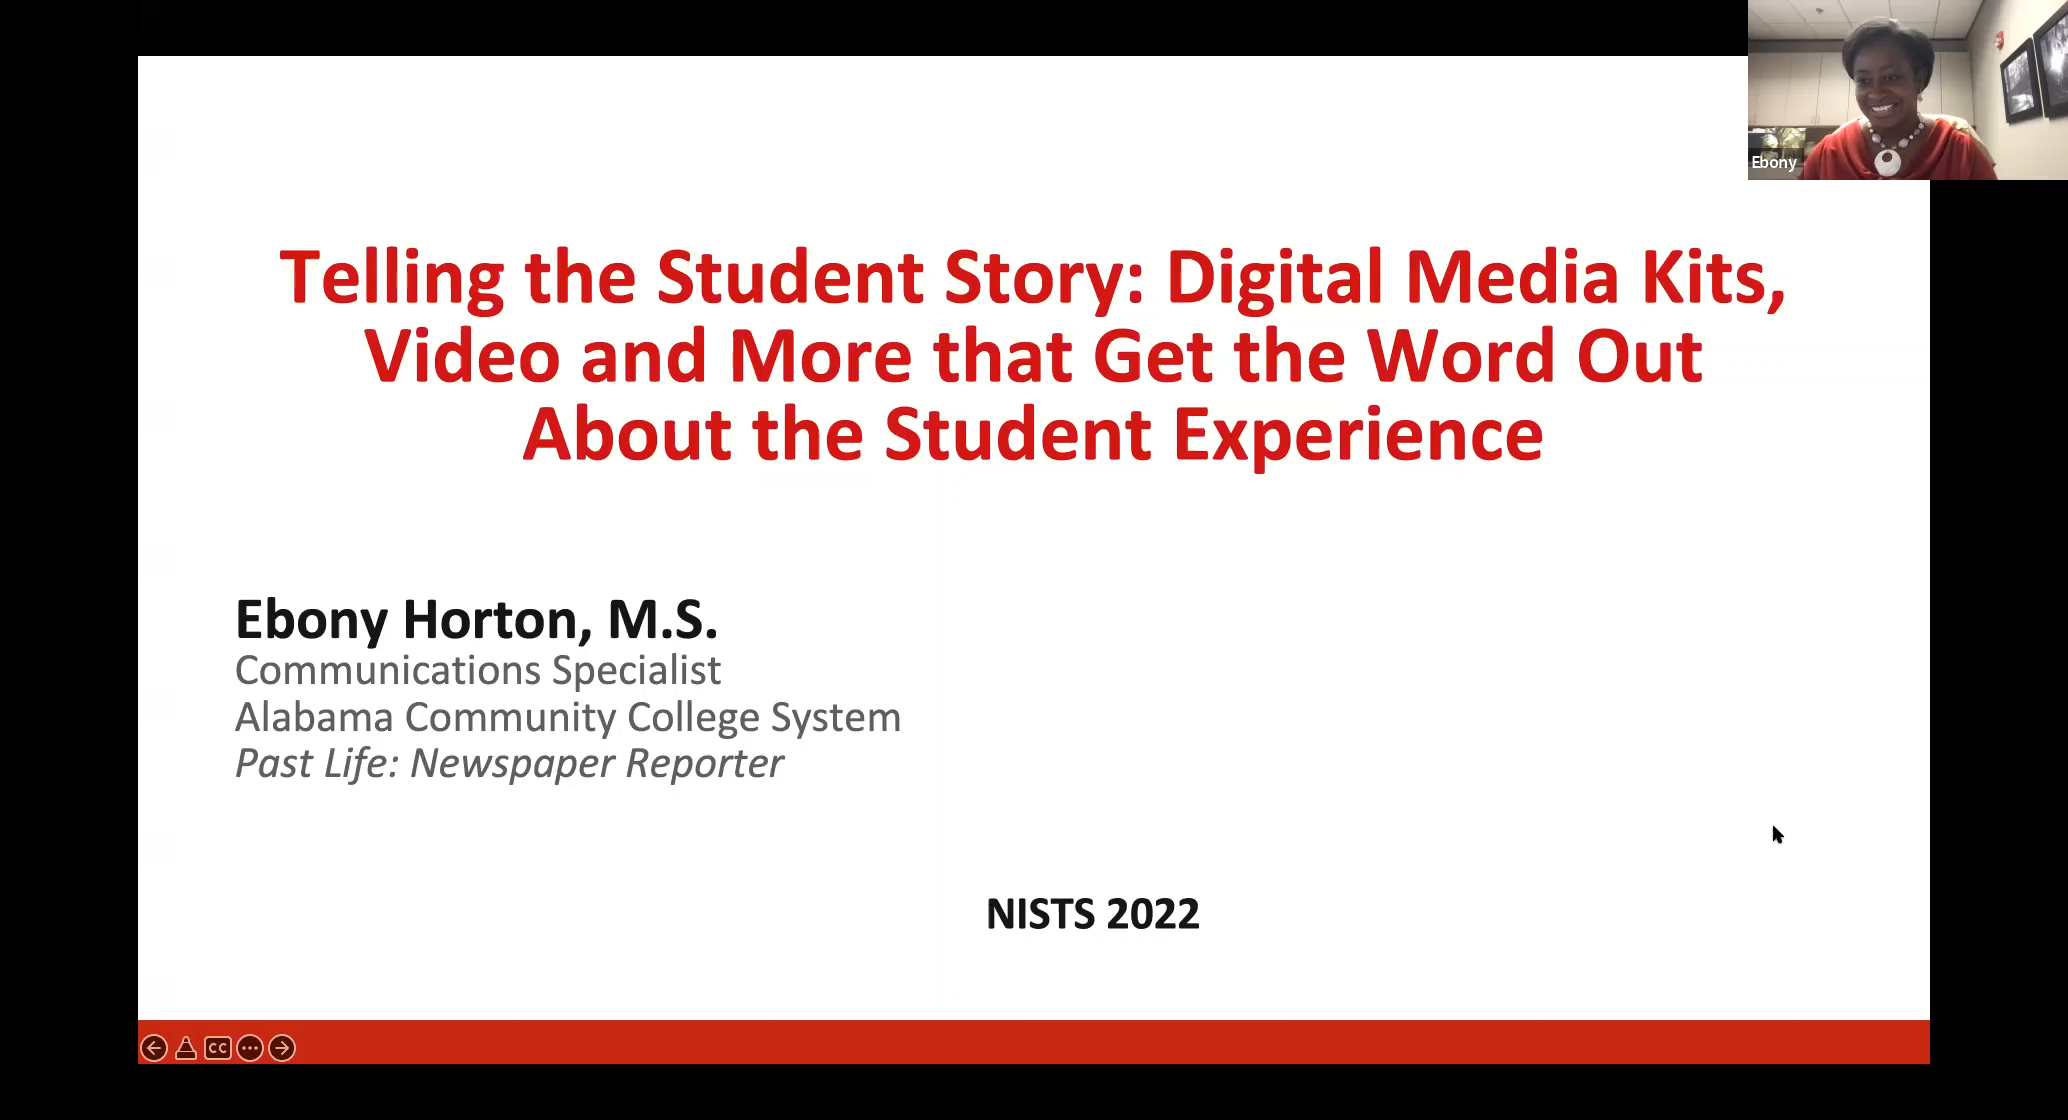 Ebony
Telling the Student Story: Digital Media Kits,
Video and More that Get the Word Out
About the Student Experience
Ebony Horton, M.S.
Communications Specialist
Alabama Community College System
Past Life: Newspaper Reporter
NISTS 2022
CC